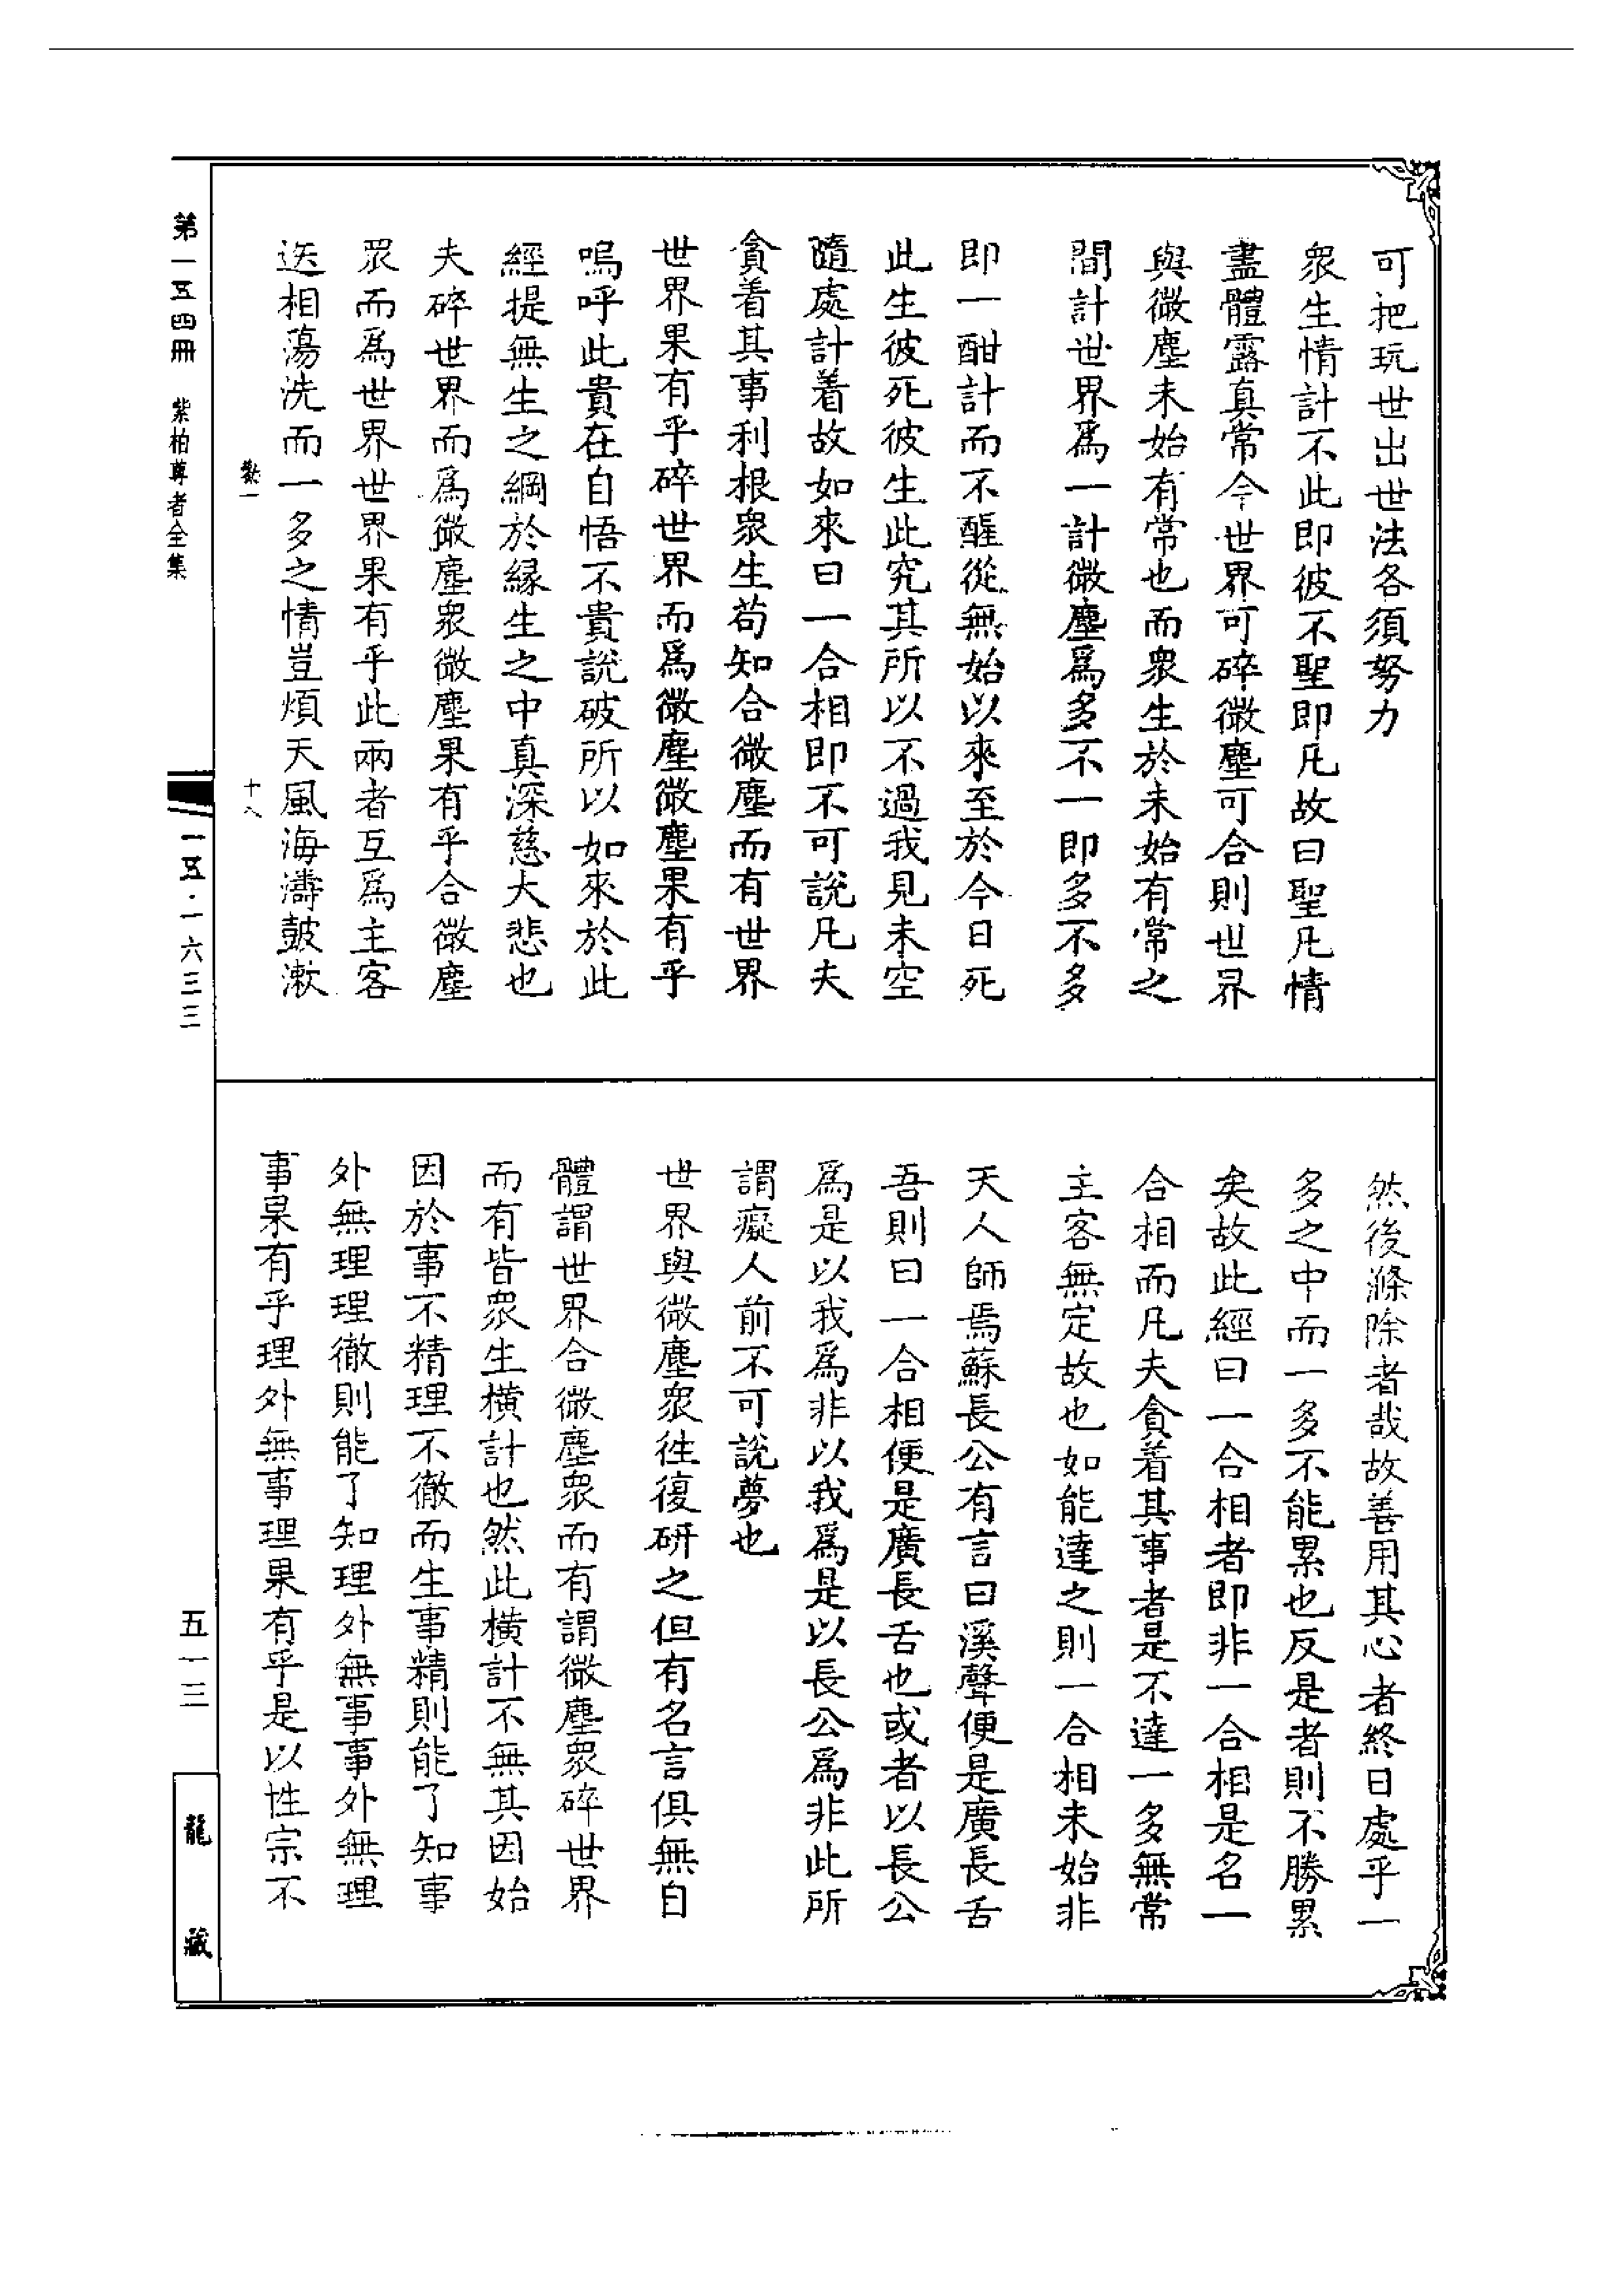 可把玩世出世法各須努力
衆生情計不此即彼不聖即凡故曰聖凡情
盡體露真常今世界可碎微塵可合則世界
與微塵未始有常也而衆生於未始有常之
間計世界爲一計微塵爲多不一即多不多
即一酣計而不醒從無始以來至於今日死
此生彼死彼生此究其所以不過我見未空
隨處計着故如來曰一合相即不可說凡夫
貪着其事利根衆生苟知合微塵而有世界
世界果有乎碎世界而爲微塵微塵果有乎
嗚呼此貴在自悟不貴說破所以如來於此
經提無生之綱於緣生之中真深慈大悲也
夫碎世界而爲微塵衆微塵果有乎合微塵
眾而爲世界世界果有乎此兩者互爲主客
迭相蕩洗而一多之情豈煩天風海濤鼓漱
然後滌除者哉故善用其心者終日處乎一
多之中而一多不能累也反是者則不勝累
矣故此經曰一合相者即非一合相是名一
合相而凡夫貪着其事者是不達一多無常
主客無定故也如能達之則一合相未始非
天人師焉蘇長公有言曰溪聲便是廣長舌
吾則曰一合相便是廣長舌也或者以長公
爲是以我爲非以我爲是以長公爲非此所
謂癡人前不可說夢也
世界與微塵衆往復研之但有名言俱無自
體謂世界合微塵衆而有謂微塵衆碎世界
而有皆衆生橫計也然此橫計不無其因始
因於事不精理不徹而生事精則能了知事
外無理理徹則能了知理外無事事外無理
事杲有乎理外無事理果有乎是以性宗不
第一五四冊 紫柏尊者全集
一五·一六三三
五一三
龍藏
十八